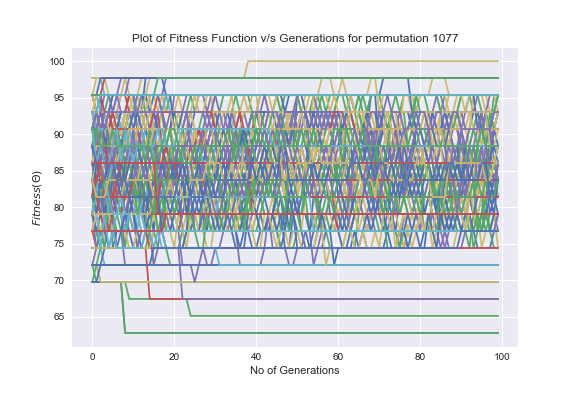 Plot of Fitness Function v/s Generations for permutation 1077
100
95
90
85
80
75
70
65
Fitness(Θ)
0 20 40 60 80 100
No of Generations